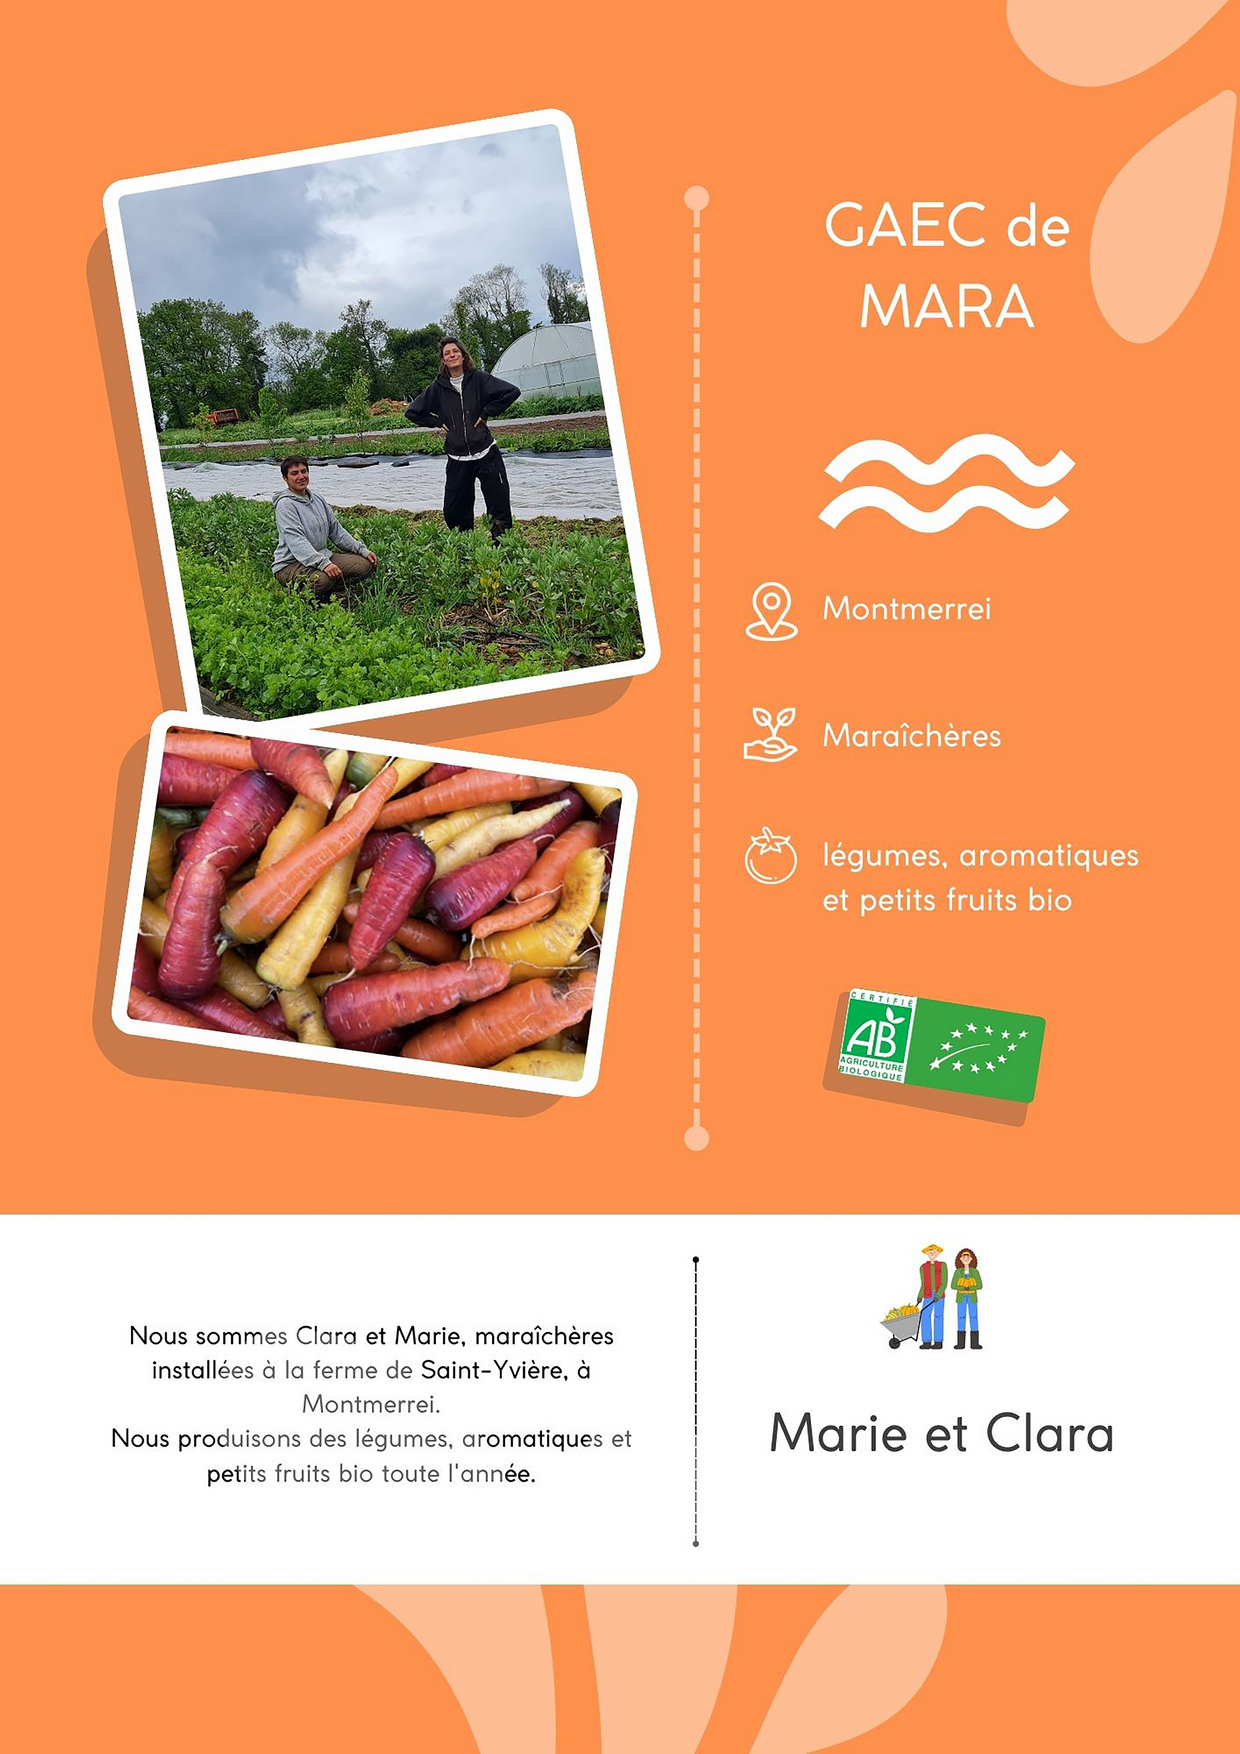 GAEC de
MARA
Montmerrei
Maraîchères
légumes, aromatiques
et petits fruits bio
CERTIFIÉ
AB
AGRICULTURE
BIOLOGIQUE
Nous sommes Clara et Marie, maraîchères
installées à la ferme de Saint-Yvière, à
Montmerrei.
Nous produisons des légumes, aromatiques et
petits fruits bio toute l'année.
Marie et Clara